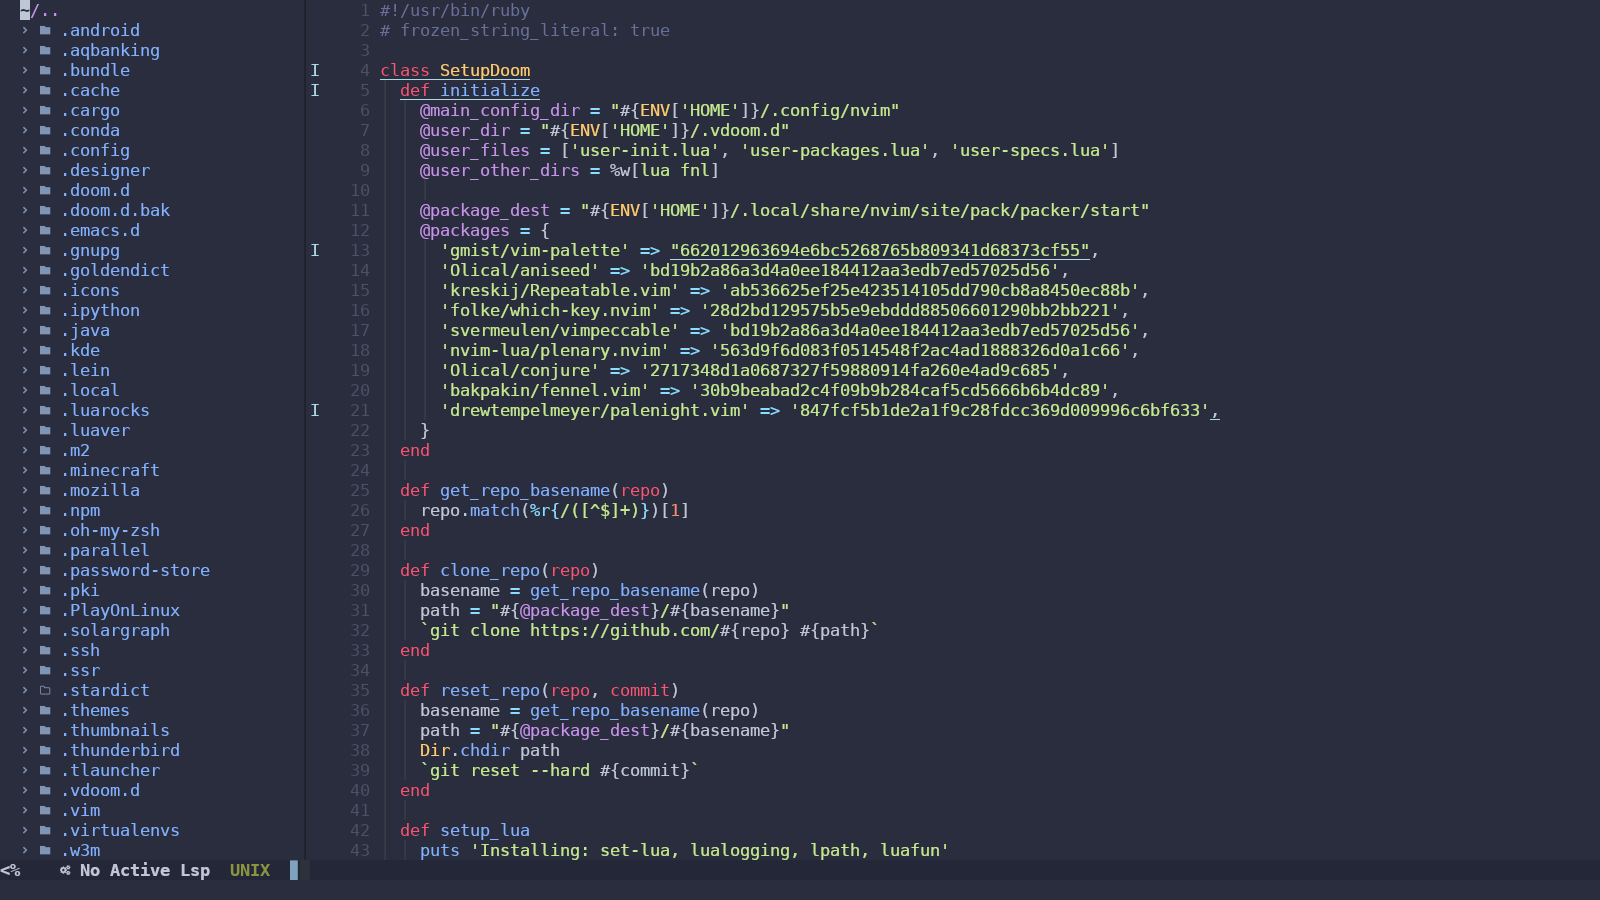 ~/..
› .android
› .aqbanking
› .bundle
› .cache
› .cargo
› .conda
› .config
› .designer
› .doom.d
› .doom.d.bak
› .emacs.d
› .gnupg
› .goldendict
› .icons
› .ipython
› .java
› .kde
› .lein
› .local
› .luarocks
› .luaver
› .m2
› .minecraft
› .mozilla
› .npm
› .oh-my-zsh
› .parallel
› .password-store
› .pki
› .PlayOnLinux
› .solargraph
› .ssh
› .ssr
› .stardict
› .themes
› .thumbnails
› .thunderbird
› .tlauncher
› .vdoom.d
› .vim
› .virtualenvs
› .w3m
1 #!/usr/bin/ruby
2 # frozen_string_literal: true
3
I 4 class SetupDoom
I 5   def initialize
6     @main_config_dir = "#{ENV['HOME']}/.config/nvim"
7     @user_dir = "#{ENV['HOME']}/.vdoom.d"
8     @user_files = ['user-init.lua', 'user-packages.lua', 'user-specs.lua']
9     @user_other_dirs = %w[lua fnl]
10
11     @package_dest = "#{ENV['HOME']}/.local/share/nvim/site/pack/packer/start"
12     @packages = {
I 13       'gmist/vim-palette' => "662012963694e6bc5268765b809341d68373cf55",
14       'Olical/aniseed' => 'bd19b2a86a3d4a0ee184412aa3edb7ed57025d56',
15       'kreskij/Repeatable.vim' => 'ab536625ef25e423514105dd790cb8a8450ec88b',
16       'folke/which-key.nvim' => '28d2bd129575b5e9ebddd88506601290bb2bb221',
17       'svermeulen/vimpeccable' => 'bd19b2a86a3d4a0ee184412aa3edb7ed57025d56',
18       'nvim-lua/plenary.nvim' => '563d9f6d083f0514548f2ac4ad1888326d0a1c66',
19       'Olical/conjure' => '2717348d1a0687327f59880914fa260e4ad9c685',
20       'bakpakin/fennel.vim' => '30b9beabad2c4f09b9b284caf5cd5666b6b4dc89',
I 21       'drewtempelmeyer/palenight.vim' => '847fcf5b1de2a1f9c28fdcc369d009996c6bf633',
22     }
23   end
24
25   def get_repo_basename(repo)
26     repo.match(%r{/([^$]+)})[1]
27   end
28
29   def clone_repo(repo)
30     basename = get_repo_basename(repo)
31     path = "#{@package_dest}/#{basename}"
32     `git clone https://github.com/#{repo} #{path}`
33   end
34
35   def reset_repo(repo, commit)
36     basename = get_repo_basename(repo)
37     path = "#{@package_dest}/#{basename}"
38     Dir.chdir path
39     `git reset --hard #{commit}`
40   end
41
42   def setup_lua
43     puts 'Installing: set-lua, lualogging, lpath, luafun'
<% No Active Lsp UNIX